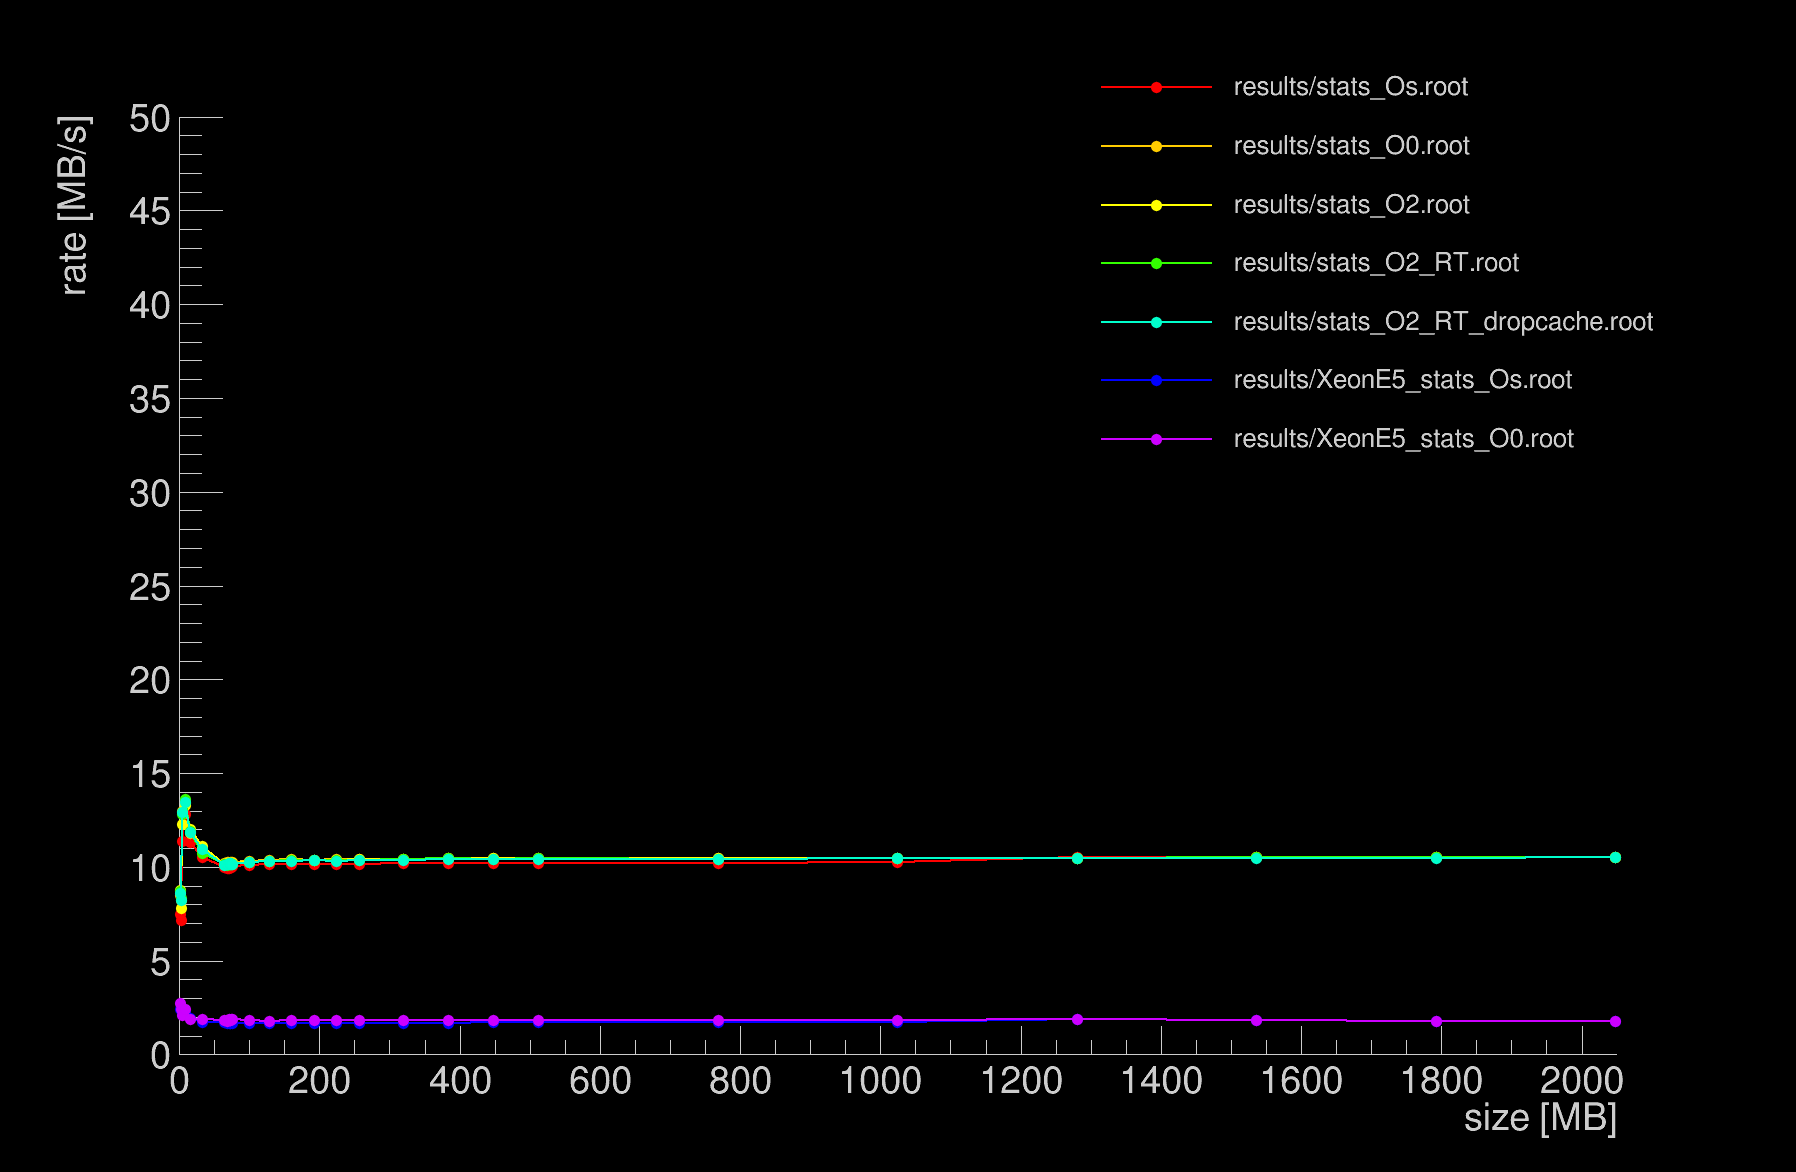 results/stats_Os.root
results/stats_O0.root
results/stats_O2.root
results/stats_O2_RT.root
results/stats_O2_RT_dropcache.root
results/XeonE5_stats_Os.root
results/XeonE5_stats_O0.root
rate [MB/s]
50
45
40
35
30
25
20
15
10
5
0
0 200 400 600 800 1000 1200 1400 1600 1800 2000
size [MB]